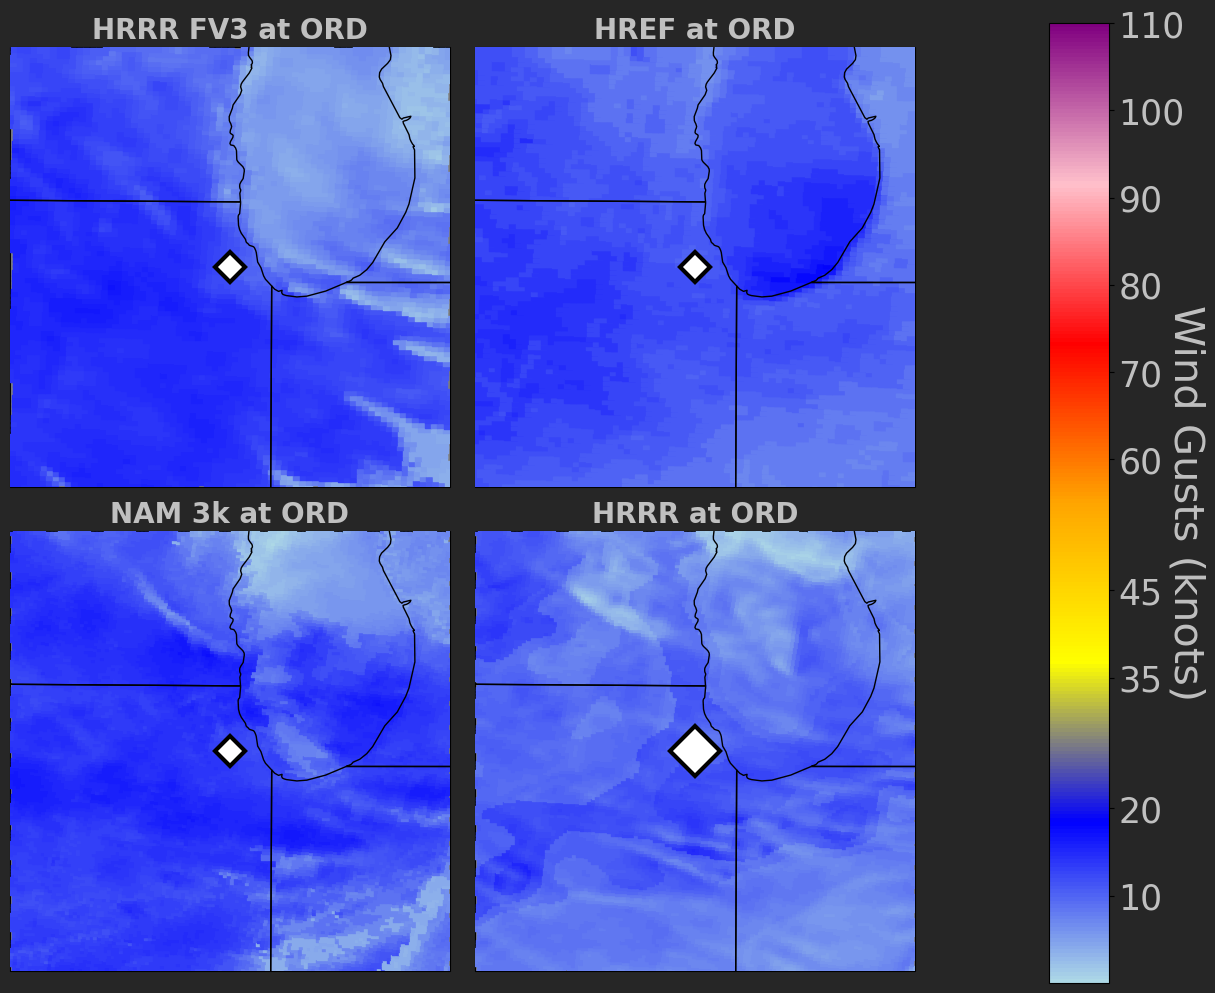 HRRR FV3 at ORD
HREF at ORD
NAM 3k at ORD
HRRR at ORD
110
100
90
80
70
60
45
35
20
10
Wind Gusts (knots)